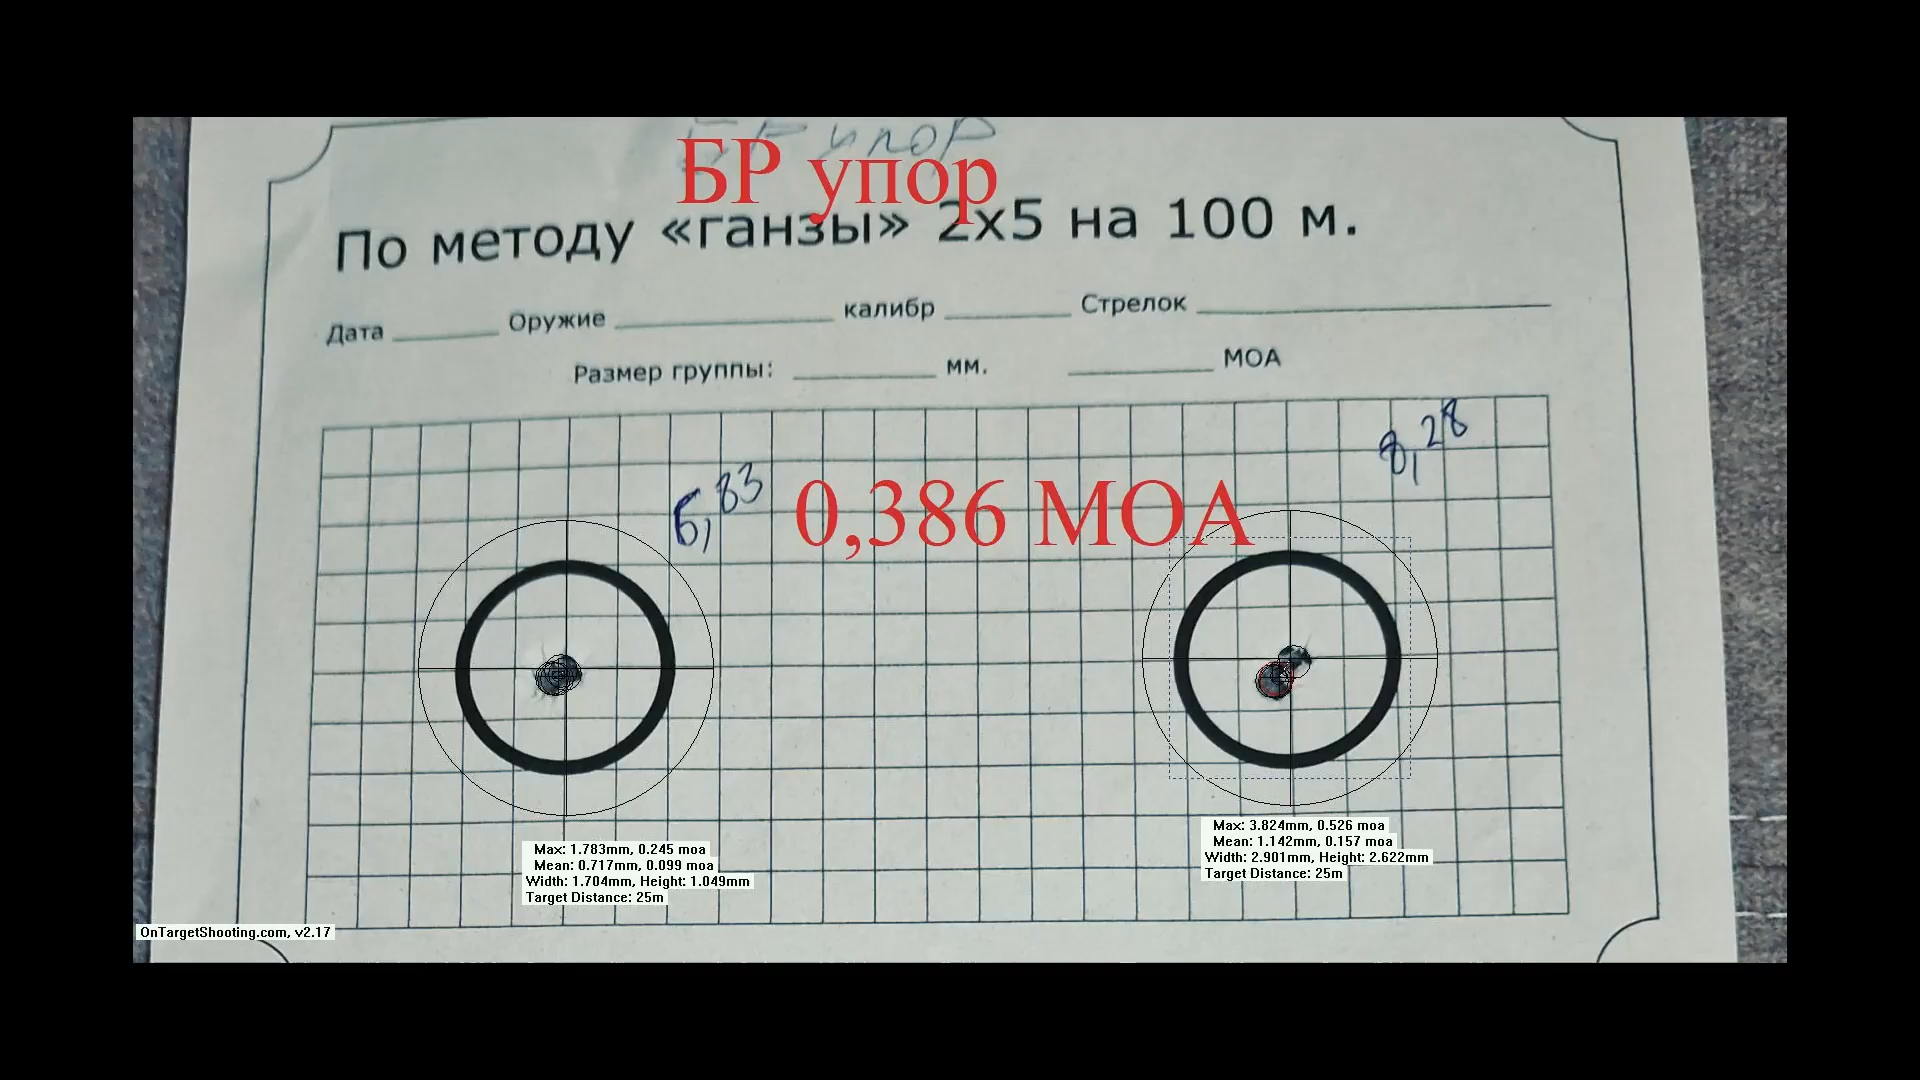 БР упор
БР упор
По методу «ганзы» 2х5 на 100 м.
Дата Оружие калибр Стрелок
Размер группы: мм. МОА
6,83
8,28
0,386 МОА
Max: 1.783mm, 0.245 moa
Mean: 0.717mm, 0.099 moa
Width: 1.704mm, Height: 1.049mm
Target Distance: 25m
Max: 3.824mm, 0.526 moa
Mean: 1.142mm, 0.157 moa
Width: 2.901mm, Height: 2.622mm
Target Distance: 25m
OnTargetShooting.com, v2.17